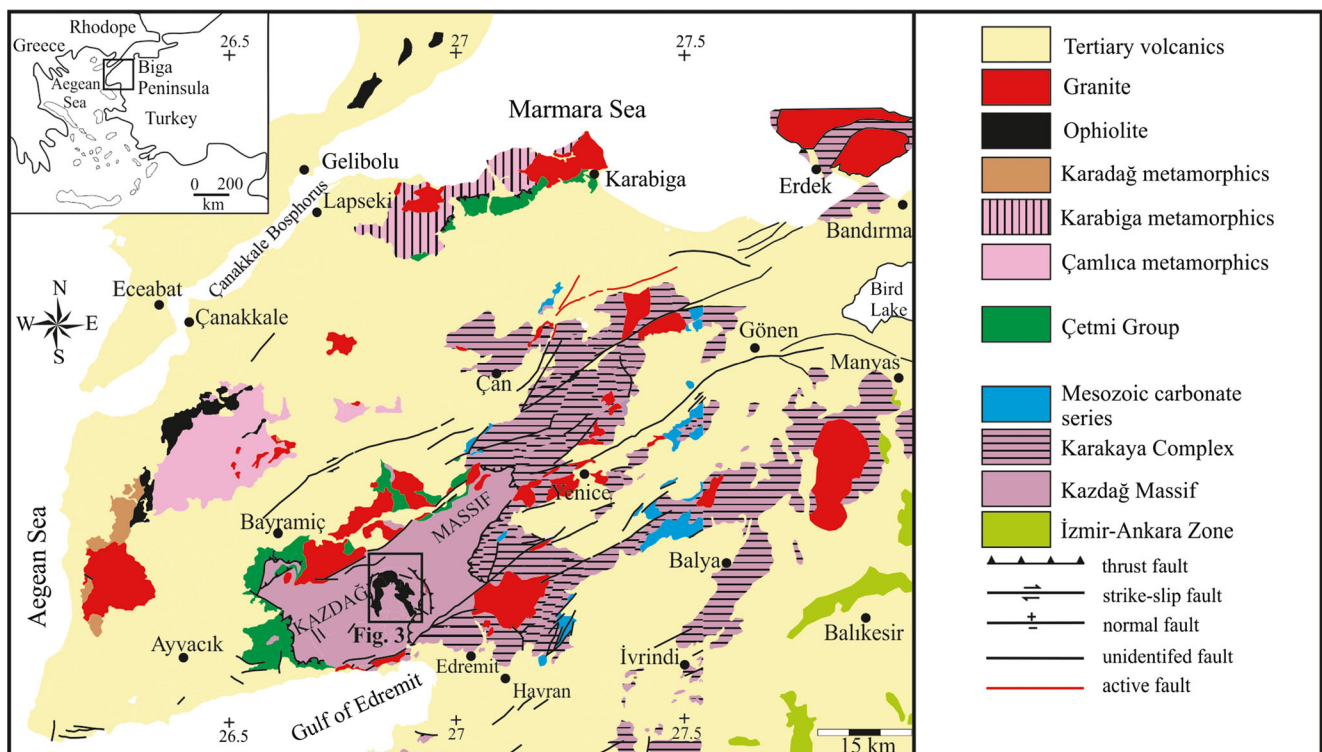 Rhodope
Greece
Aegean
Sea
Biga
Peninsula
Turkey
0 200
km
26.5
27
27.5
Marmara Sea
Gelibolu
Lapseki
Karabiga
Erdek
Bandırma
Çanakkale Bosphorus
Eceabat
Çanakkale
N
W E
S
Bird
Lake
Gönen
Manyas
Çan
Yenice
Bayramiç
MASSIF
KAZDAĞ
Fig. 3
Balya
Balıkesir
Aegean Sea
Ayvacık
Edremit
Havran
İvrindi
Gulf of Edremit
26.5
27
27.5
15 km
Tertiary volcanics
Granite
Ophiolite
Karadağ metamorphics
Karabiga metamorphics
Çamlıca metamorphics
Çetmi Group
Mesozoic carbonate
series
Karakaya Complex
Kazdağ Massif
İzmir-Ankara Zone
thrust fault
strike-slip fault
normal fault
unidentifed fault
active fault